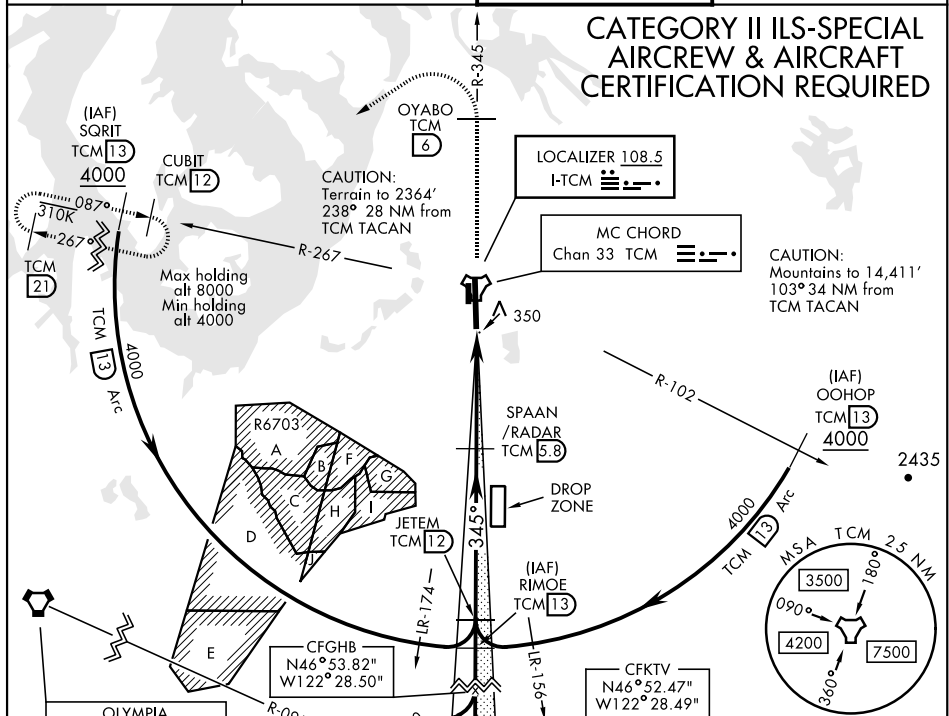 CATEGORY II ILS-SPECIAL
AIRCREW & AIRCRAFT
CERTIFICATION REQUIRED
R-345
OYABO
TCM
6
(IAF)
SQRIT
TCM 13
4000
CUBIT
TCM 12
087°
310K
267°
TCM
21
CAUTION:
Terrain to 2364'
238° 28 NM from
TCM TACAN
R-267
Max holding
alt 8000
Min holding
alt 4000
LOCALIZER 108.5
I-TCM
MC CHORD
Chan 33 TCM
CAUTION:
Mountains to 14,411'
103° 34 NM from
TCM TACAN
350
TCM 13 Arc
4000
R-102
(IAF)
OOHOP
TCM 13
4000
2435
R6703
A
B
F
G
C
H
I
J
D
E
SPAAN
/RADAR
TCM 5.8
DROP
ZONE
345°
JETEM
TCM 12
(IAF)
RIMOE
TCM 13
4000
TCM 13 Arc
LR-174
LR-156
MSA TCM 25 NM
3500
180°
090°
4200
7500
360°
CFGHB
N46° 53.82"
W122° 28.50"
CFKTV
N46° 52.47"
W122° 28.49"
OLYMPIA